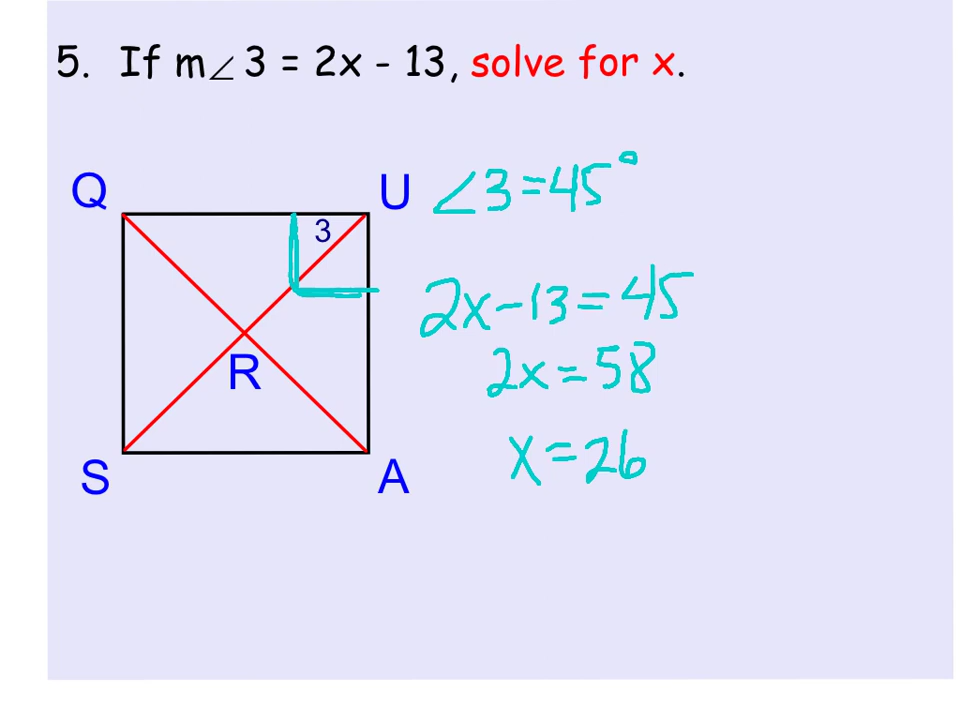 5. If m∠ 3 = 2x - 13, solve for x.
Q
U
∠3=45°
3
2x-13=45
R
2x=58
x=26
S
A